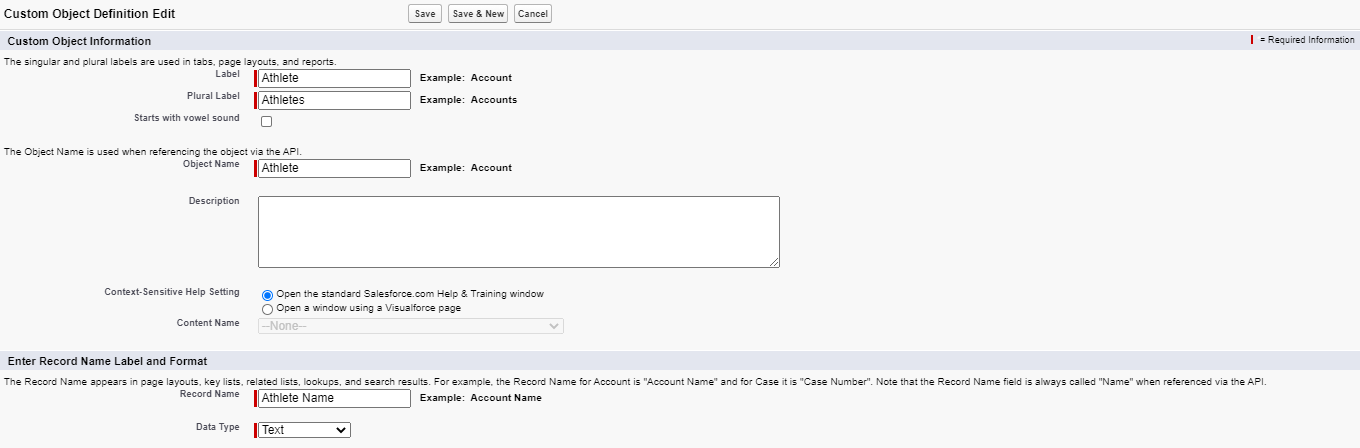 Custom Object Definition Edit Save Save & New Cancel
Custom Object Information = Required Information
The singular and plural labels are used in tabs, page layouts, and reports.
Label Athlete Example: Account
Plural Label Athletes Example: Accounts
Starts with vowel sound
The Object Name is used when referencing the object via the API.
Object Name Athlete Example: Account
Description
Context-Sensitive Help Setting Open the standard Salesforce.com Help & Training window
Open a window using a Visualforce page
Content Name --None--
Enter Record Name Label and Format
The Record Name appears in page layouts, key lists, related lists, lookups, and search results. For example, the Record Name for Account is "Account Name" and for Case it is "Case Number". Note that the Record Name field is always called "Name" when referenced via the API.
Record Name Athlete Name Example: Account Name
Data Type Text